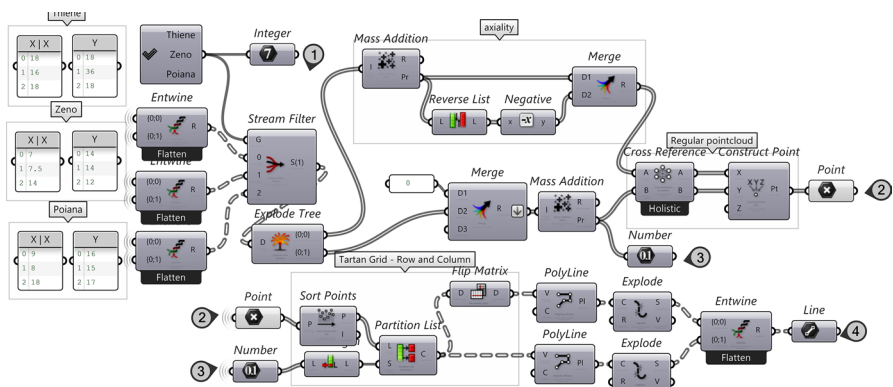 Thiene
X | X
Y
0 18
1 16
2 18
0 18
1 36
2 18
Thiene
Zeno
Poiana
Integer
7
1
Zeno
X | X
Y
0 7
1 7.5
2 14
0 14
1 14
2 12
Poiana
X | X
Y
0 9
1 8
2 18
0 16
1 15
2 17
Entwine
{0;0}
{0;1}
R
Flatten
Entwine
{0;0}
{0;1}
R
Flatten
{0;0}
{0;1}
R
Flatten
Stream Filter
G
0
1
2
S(1)
Explode Tree
D
{0;0}
{0;1}
axiality
Mass Addition
I
R
Pr
Reverse List
L
L
Negative
x
-x
y
Merge
D1
D2
R
0
Merge
D1
D2
D3
R
Mass Addition
I
R
Pr
Regular pointcloud
Cross Reference
A
B
A
B
Holistic
Construct Point
X
Y
Z
XYZ
Pt
Point
2
Number
0.1
3
Tartan Grid - Row and Column
2
Point
Sort Points
P
P
I
3
Number
0.1
L
L
Partition List
L
S
C
Flip Matrix
D
D
PolyLine
V
C
Pl
Explode
C
R
S
V
PolyLine
V
C
Pl
Explode
C
R
S
V
Entwine
{0;0}
{0;1}
R
Flatten
Line
4